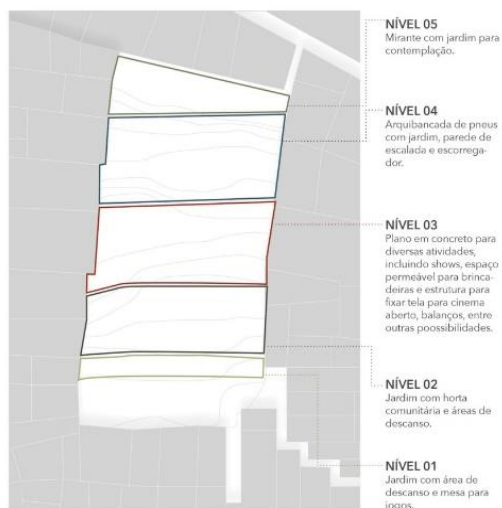 NÍVEL 05
Mirante com jardim para
contemplação.
NÍVEL 04
Arquibancada de pneus
com jardim, parede de
escalada e escorrega-
dor.
NÍVEL 03
Plano em concreto para
diversas atividades,
incluindo shows, espaço
permeável para brinca-
deiras e estrutura para
fixar tela para cinema
aberto, balanços, entre
outras poossibilidades.
NÍVEL 02
Jardim com horta
comunitária e áreas de
descanso.
NÍVEL 01
Jardim com área de
descanso e mesa para
jogos.